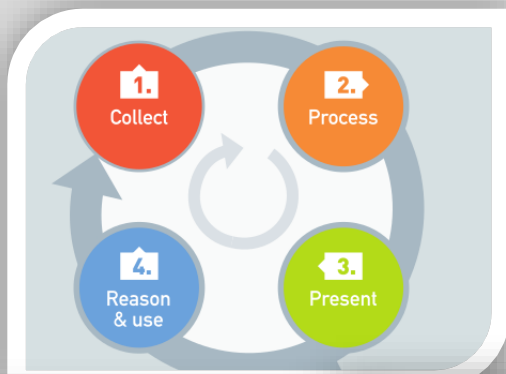 1.
Collect
2.
Process
3.
Present
4.
Reason
& use